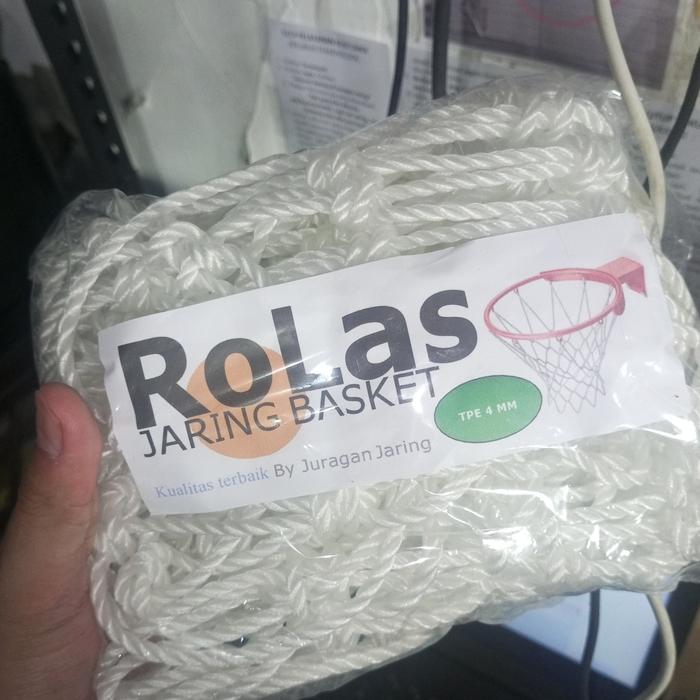 RoLas
JARING BASKET
TPE 4 MM
Kualitas terbaik By Juragan Jaring